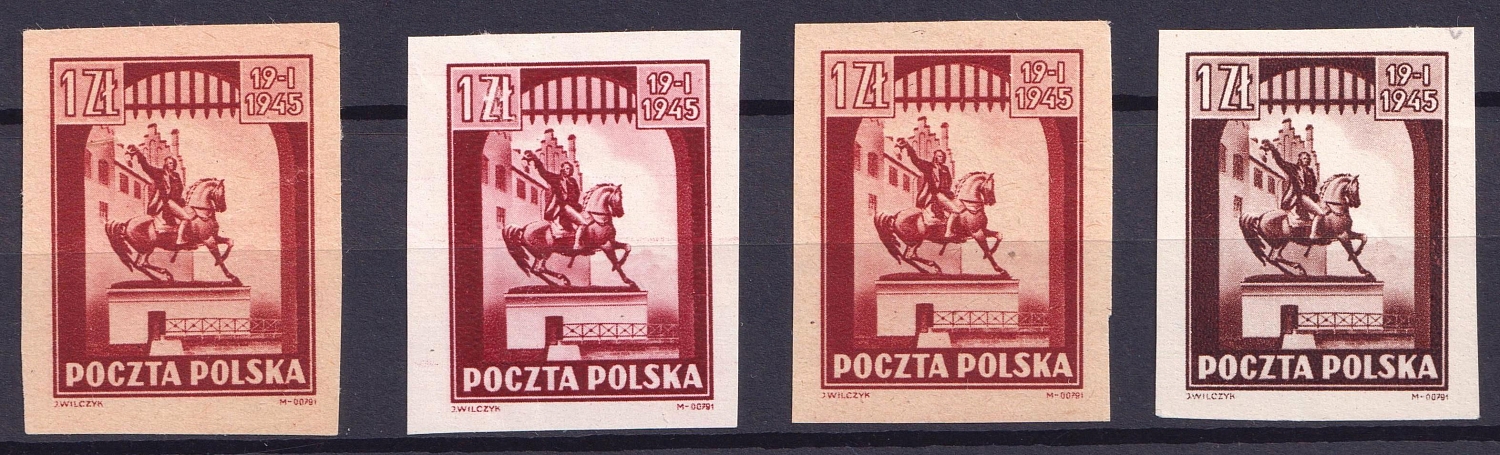 1 ZŁ 19-I
1945
POCZTA POLSKA
J.WILCZYK M-00791
1 ZŁ 19-I
1945
POCZTA POLSKA
J.WILCZYK M-00791
1 ZŁ 19-I
1945
POCZTA POLSKA
J.WILCZYK M-00791
1 ZŁ 19-I
1945
POCZTA POLSKA
J.WILCZYK M-00791